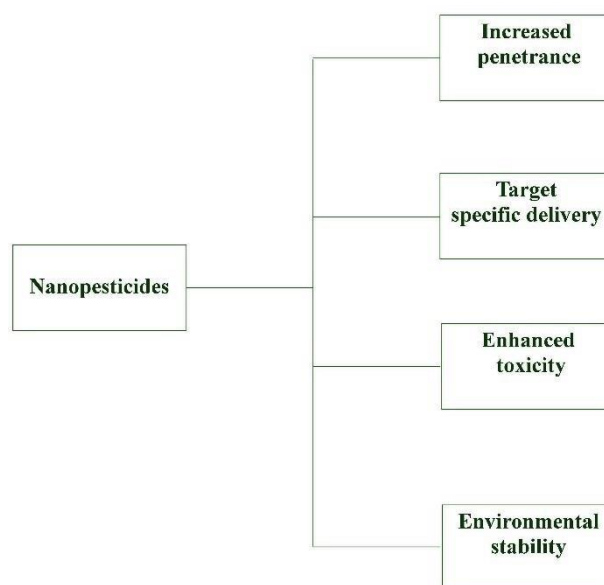 Increased
penetrance
Target
specific delivery
Nanopesticides
Enhanced
toxicity
Environmental
stability